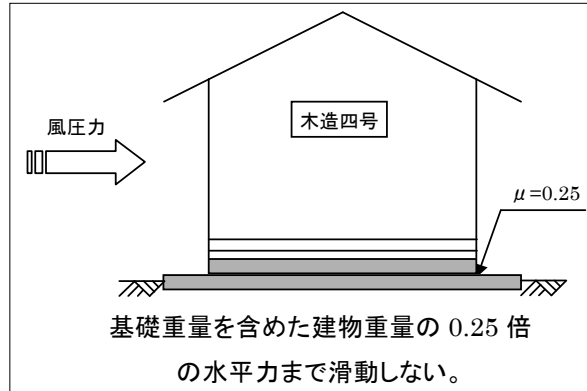 木造四号
風圧力
μ=0.25
基礎重量を含めた建物重量の 0.25 倍
の水平力まで滑動しない。